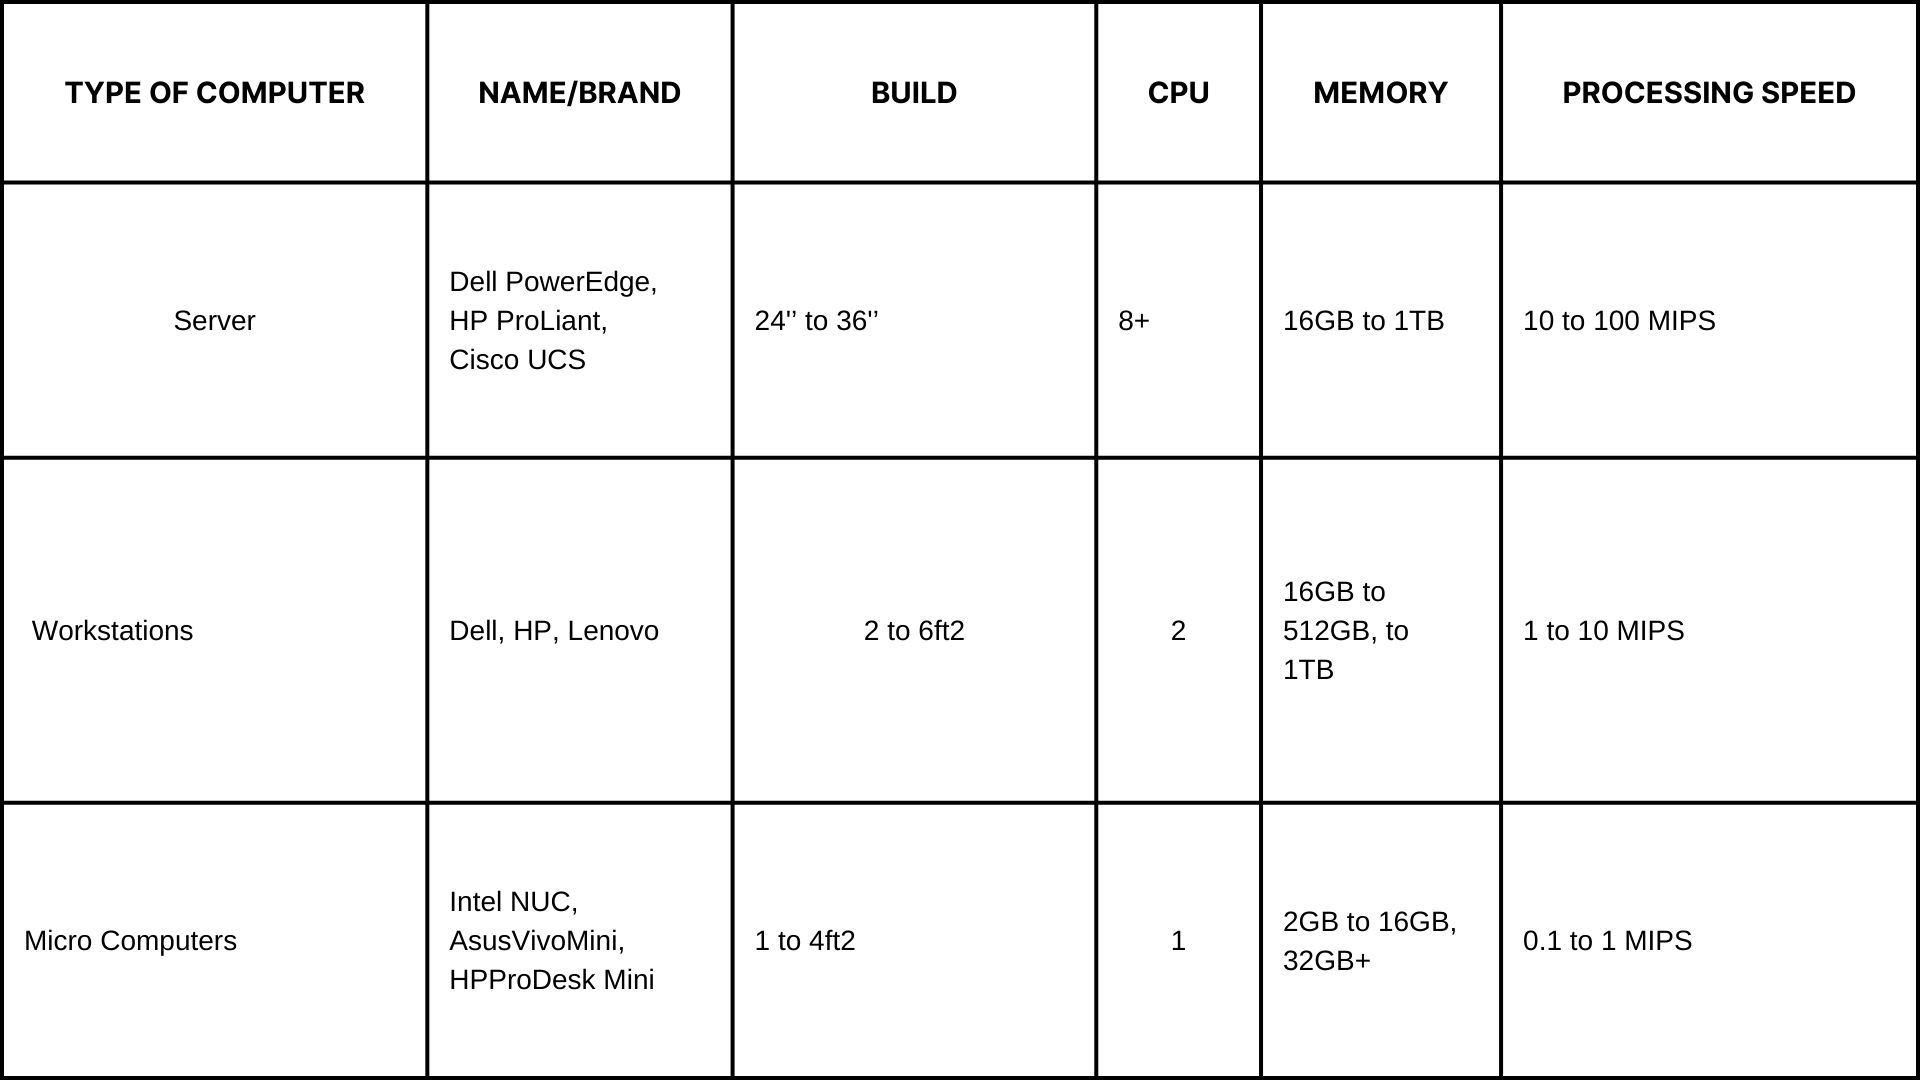 TYPE OF COMPUTER NAME/BRAND BUILD CPU MEMORY PROCESSING SPEED
Server
Dell PowerEdge,
HP ProLiant,
Cisco UCS
24'' to 36''
8+
16GB to 1TB
10 to 100 MIPS
Workstations
Dell, HP, Lenovo
2 to 6ft2
2
16GB to
512GB, to
1TB
1 to 10 MIPS
Micro Computers
Intel NUC,
AsusVivoMini,
HPProDesk Mini
1 to 4ft2
1
2GB to 16GB,
32GB+
0.1 to 1 MIPS